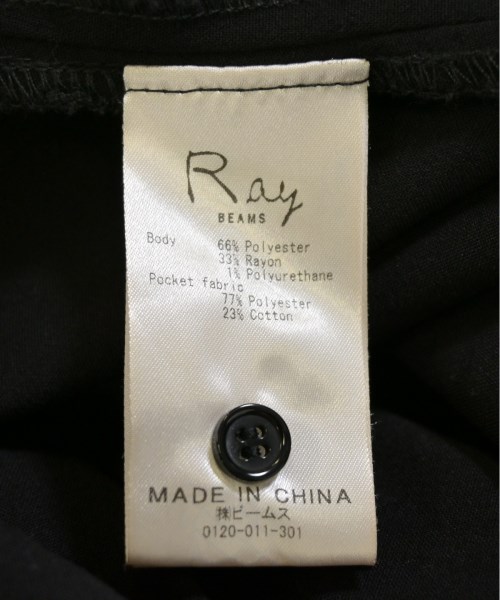 Ray
BEAMS
Body 66% Polyester
33% Rayon
1% Polyurethane
Pocket fabric
77% Polyester
23% Cotton
MADE IN CHINA
㈱ビームス
0120-011-301